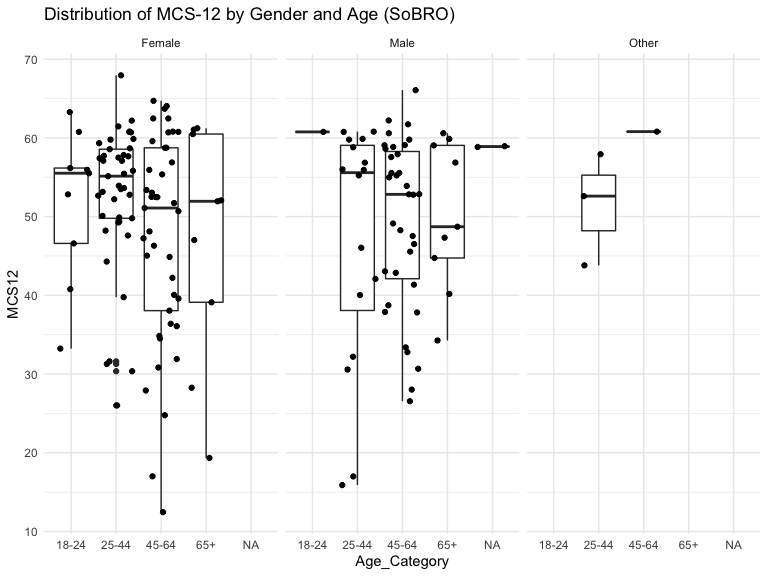 Distribution of MCS-12 by Gender and Age (SoBRO)
Female Male Other
70
60
50
40
30
20
10
MCS12
18-24 25-44 45-64 65+ NA 18-24 25-44 45-64 65+ NA 18-24 25-44 45-64 65+ NA
Age_Category